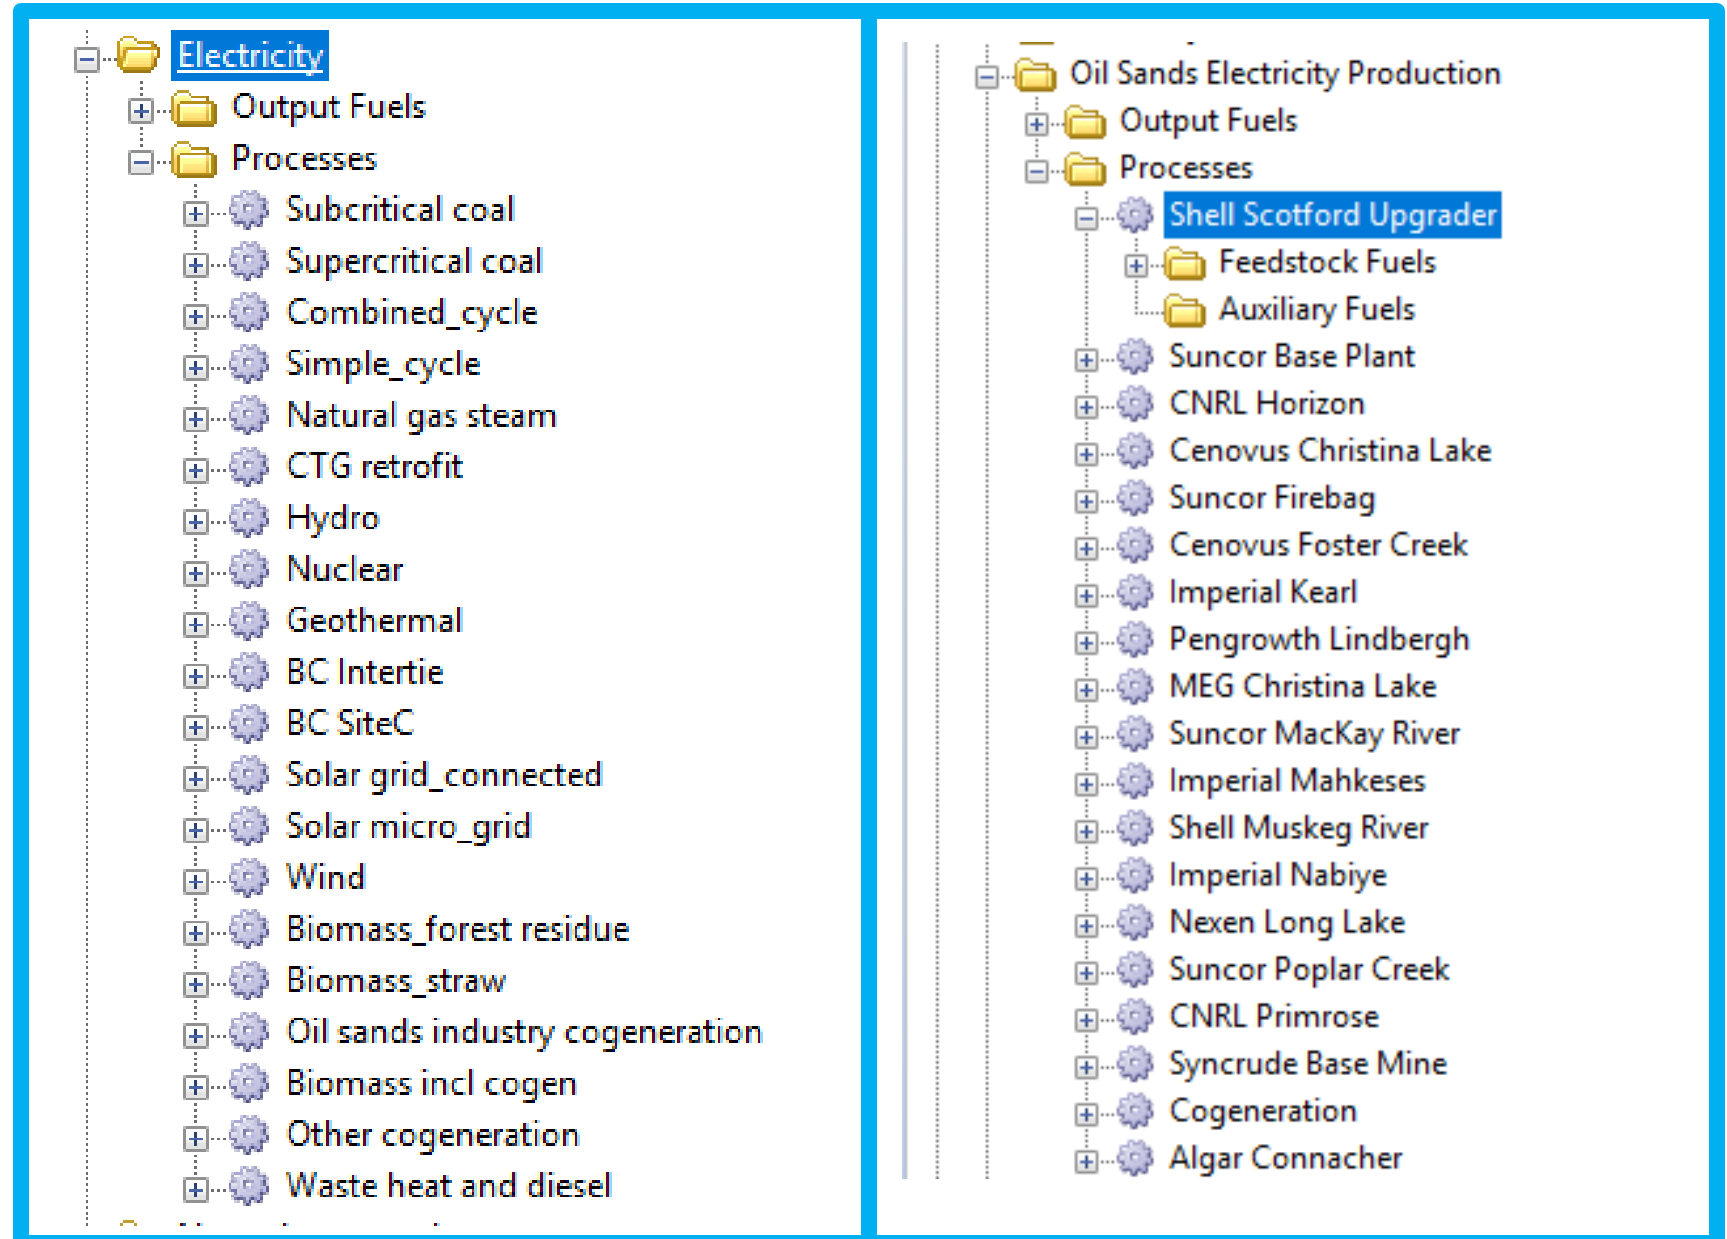 Electricity
Output Fuels
Processes
Subcritical coal
Supercritical coal
Combined_cycle
Simple_cycle
Natural gas steam
CTG retrofit
Hydro
Nuclear
Geothermal
BC Intertie
BC SiteC
Solar grid_connected
Solar micro_grid
Wind
Biomass_forest residue
Biomass_straw
Oil sands industry cogeneration
Biomass incl cogen
Other cogeneration
Waste heat and diesel
Oil Sands Electricity Production
Output Fuels
Processes
Shell Scotford Upgrader
Feedstock Fuels
Auxiliary Fuels
Suncor Base Plant
CNRL Horizon
Cenovus Christina Lake
Suncor Firebag
Cenovus Foster Creek
Imperial Kearl
Pengrowth Lindbergh
MEG Christina Lake
Suncor MacKay River
Imperial Mahkeses
Shell Muskeg River
Imperial Nabiye
Nexen Long Lake
Suncor Poplar Creek
CNRL Primrose
Syncrude Base Mine
Cogeneration
Algar Connacher